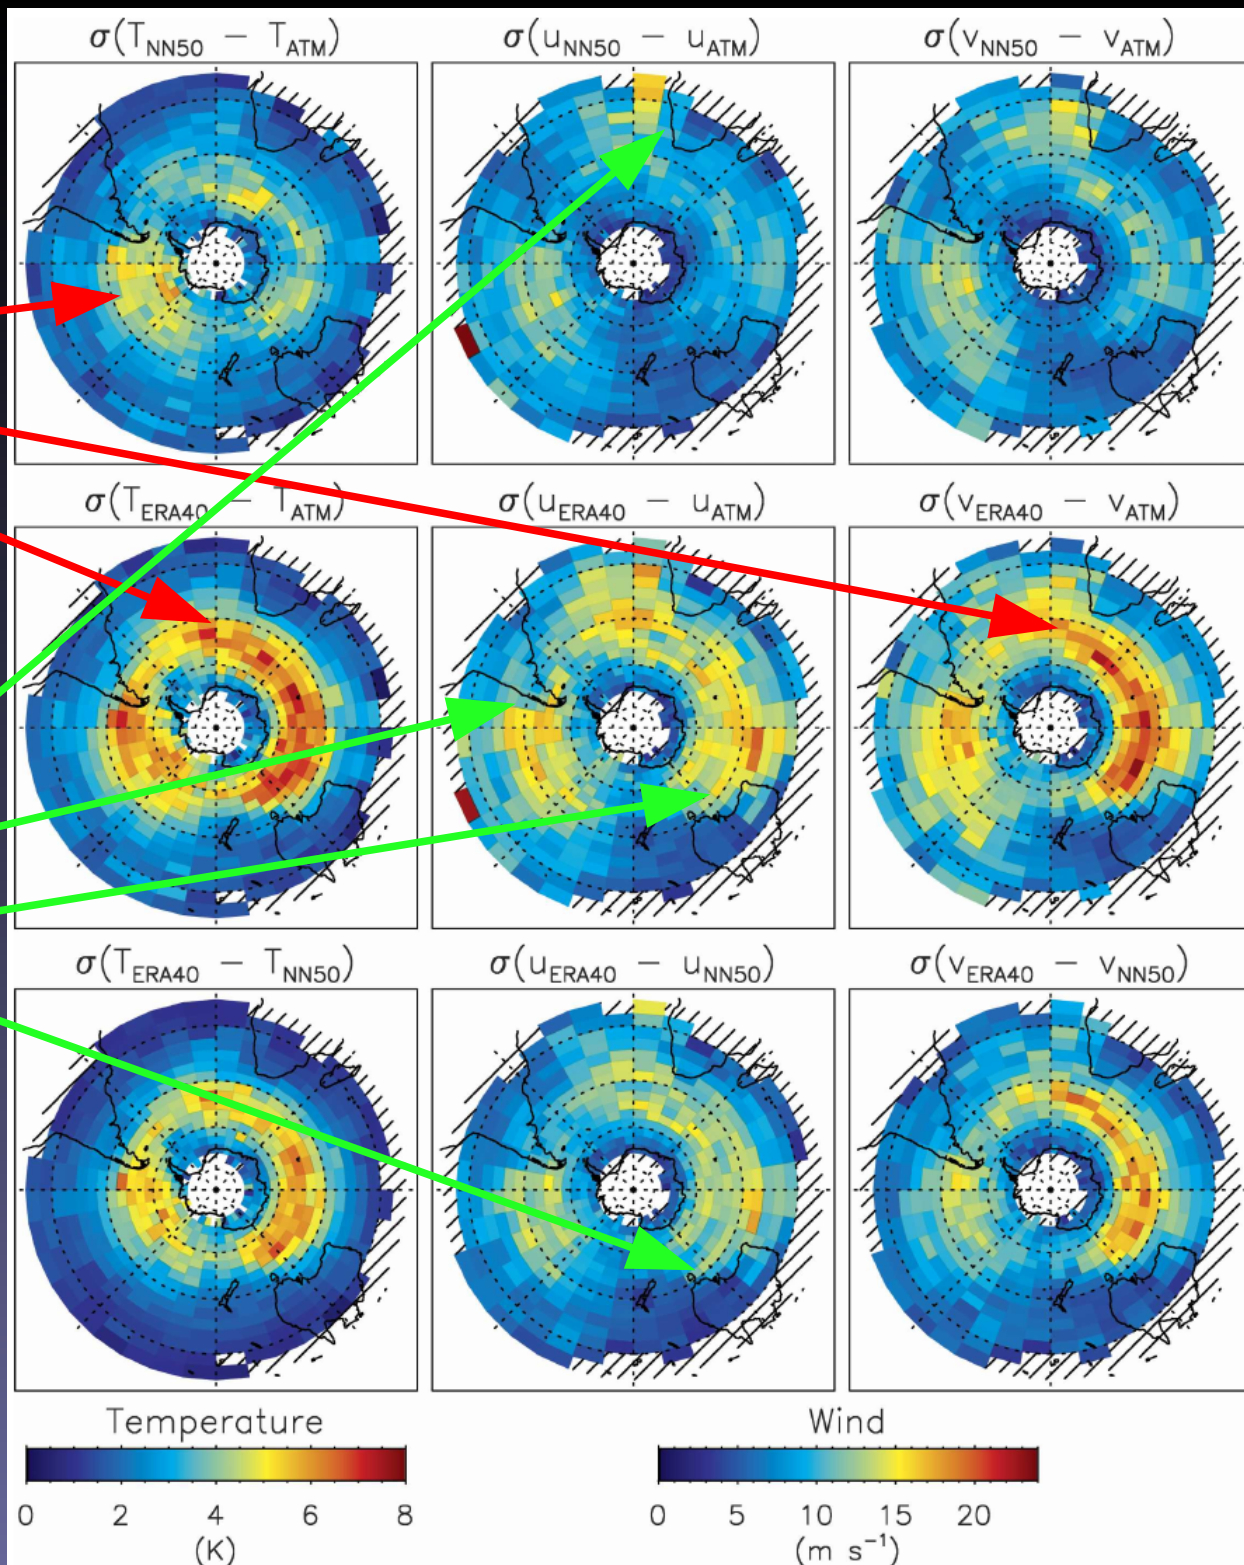 σ(T_NN50 − T_ATM) σ(u_NN50 − u_ATM) σ(v_NN50 − v_ATM)
σ(T_ERA40 − T_ATM) σ(u_ERA40 − u_ATM) σ(v_ERA40 − v_ATM)
σ(T_ERA40 − T_NN50) σ(u_ERA40 − u_NN50) σ(v_ERA40 − v_NN50)
Temperature Wind
0 2 4 6 8 0 5 10 15 20
(K) (m s⁻¹)